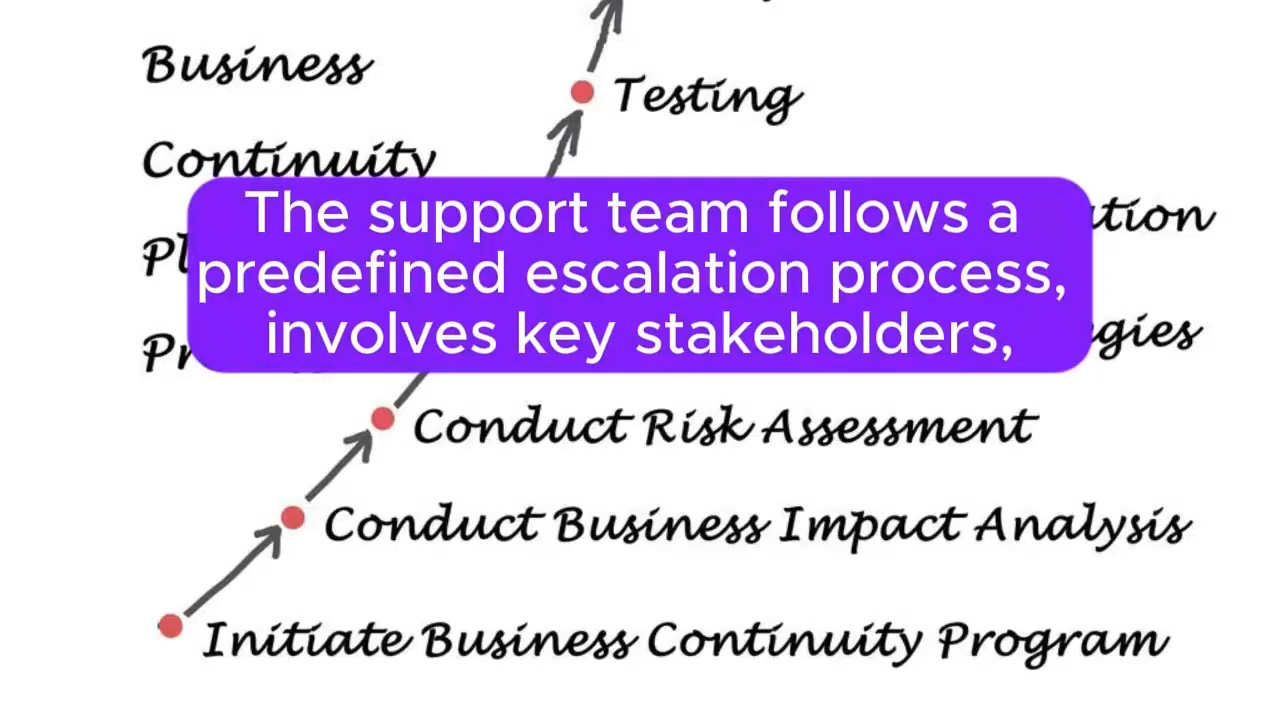 Business
Testing
Continuity
The support team follows a
predefined escalation process,
involves key stakeholders,
Conduct Risk Assessment
Conduct Business Impact Analysis
Initiate Business Continuity Program